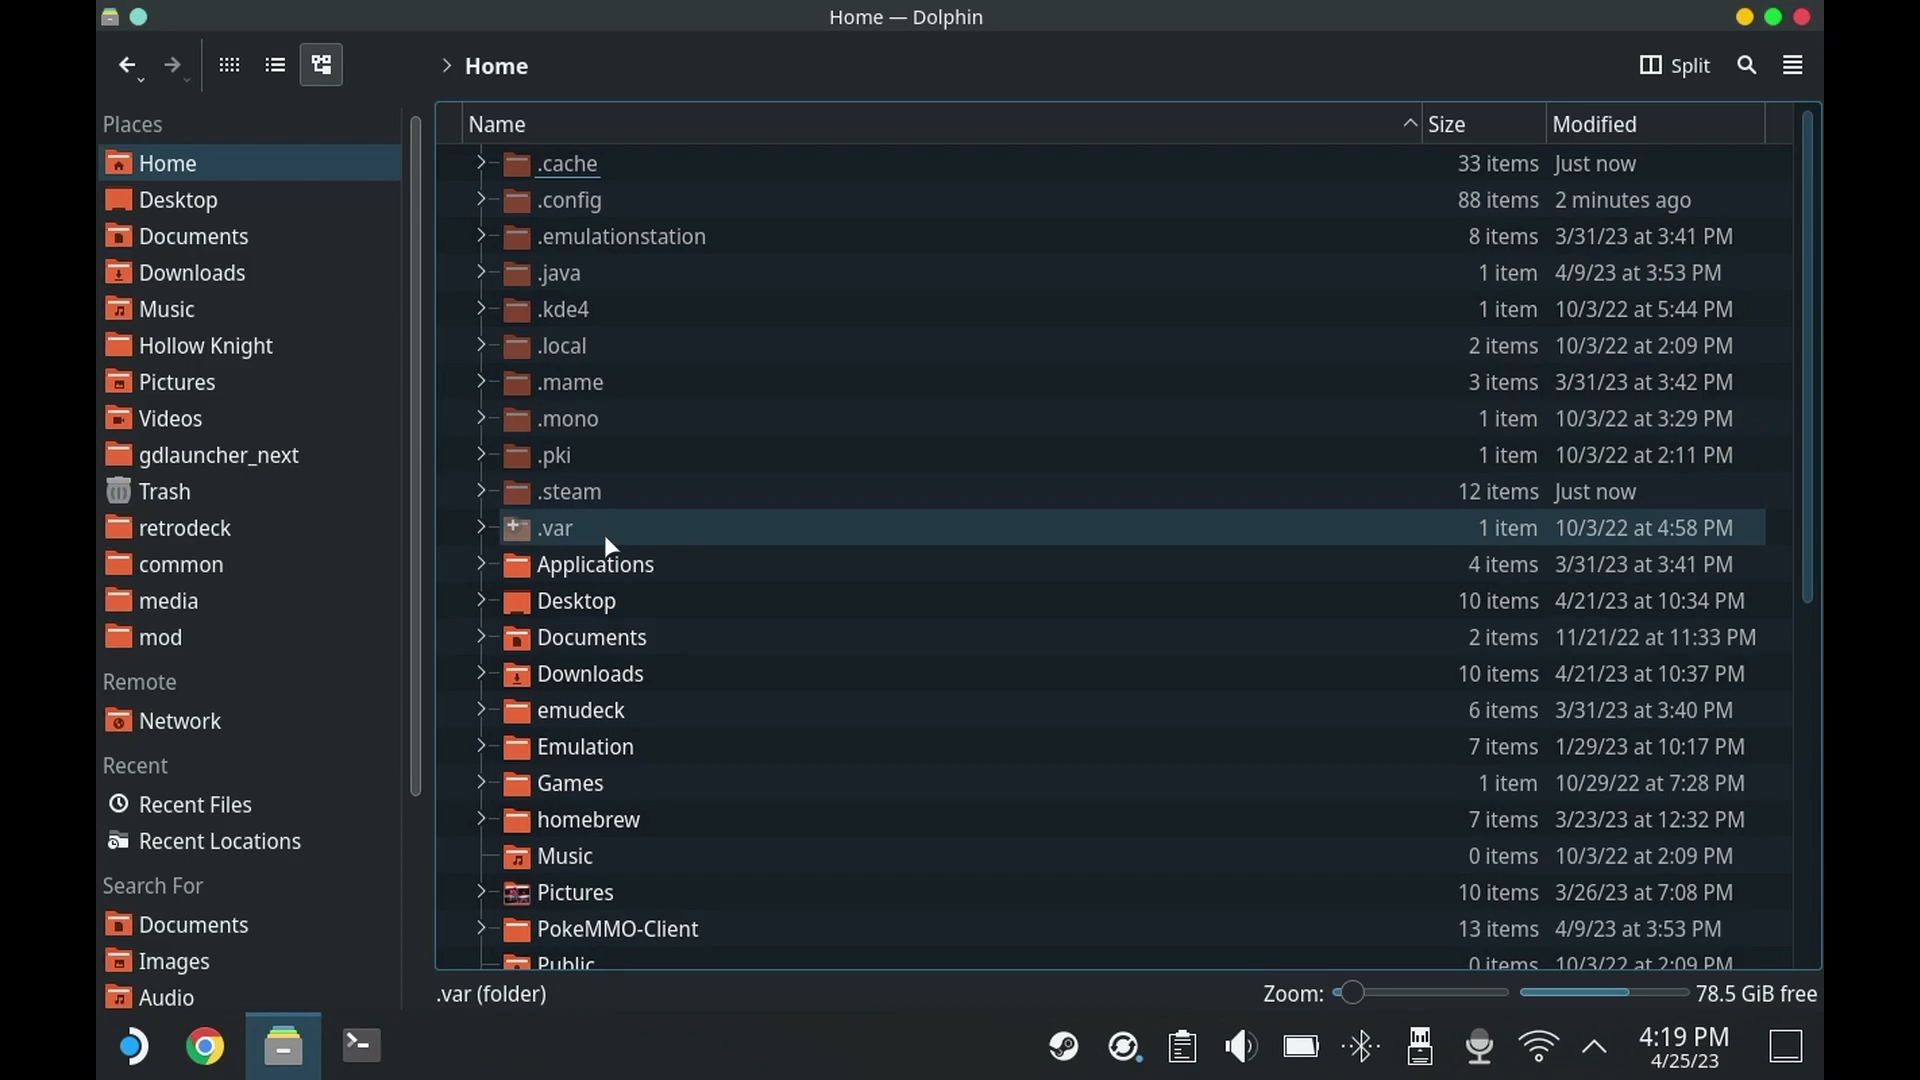 Home — Dolphin
Home
Split
Places
Home
Desktop
Documents
Downloads
Music
Hollow Knight
Pictures
Videos
gdlauncher_next
Trash
retrodeck
common
media
mod
Remote
Network
Recent
Recent Files
Recent Locations
Search For
Documents
Images
Audio
Name Size Modified
.cache 33 items Just now
.config 88 items 2 minutes ago
.emulationstation 8 items 3/31/23 at 3:41 PM
.java 1 item 4/9/23 at 3:53 PM
.kde4 1 item 10/3/22 at 5:44 PM
.local 2 items 10/3/22 at 2:09 PM
.mame 3 items 3/31/23 at 3:42 PM
.mono 1 item 10/3/22 at 3:29 PM
.pki 1 item 10/3/22 at 2:11 PM
.steam 12 items Just now
.var 1 item 10/3/22 at 4:58 PM
Applications 4 items 3/31/23 at 3:41 PM
Desktop 10 items 4/21/23 at 10:34 PM
Documents 2 items 11/21/22 at 11:33 PM
Downloads 10 items 4/21/23 at 10:37 PM
emudeck 6 items 3/31/23 at 3:40 PM
Emulation 7 items 1/29/23 at 10:17 PM
Games 1 item 10/29/22 at 7:28 PM
homebrew 7 items 3/23/23 at 12:32 PM
Music 0 items 10/3/22 at 2:09 PM
Pictures 10 items 3/26/23 at 7:08 PM
PokeMMO-Client 13 items 4/9/23 at 3:53 PM
Public 0 items 10/3/22 at 2:09 PM
.var (folder)
Zoom: 78.5 GiB free
4:19 PM
4/25/23